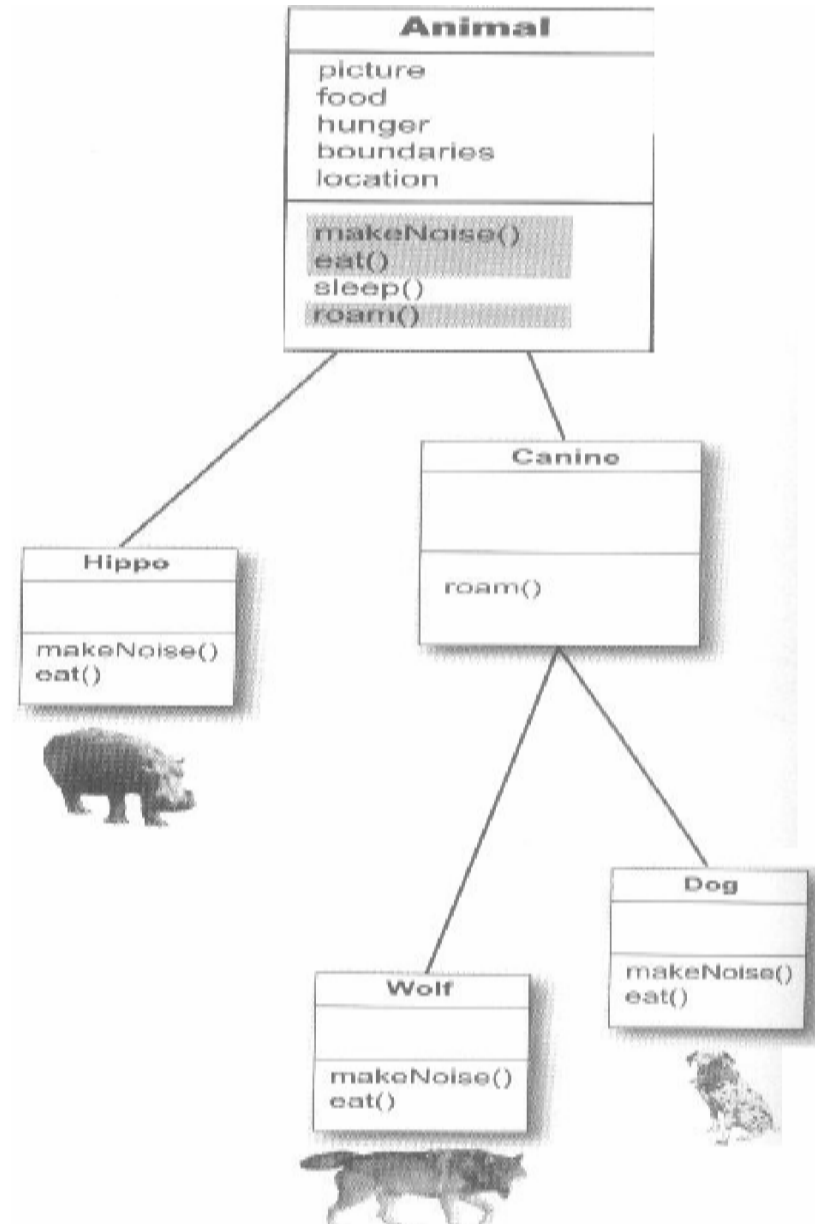 Animal
picture
food
hunger
boundaries
location
makeNoise()
eat()
sleep()
roam()
Canine
roam()
Hippo
makeNoise()
eat()
Dog
makeNoise()
eat()
Wolf
makeNoise()
eat()